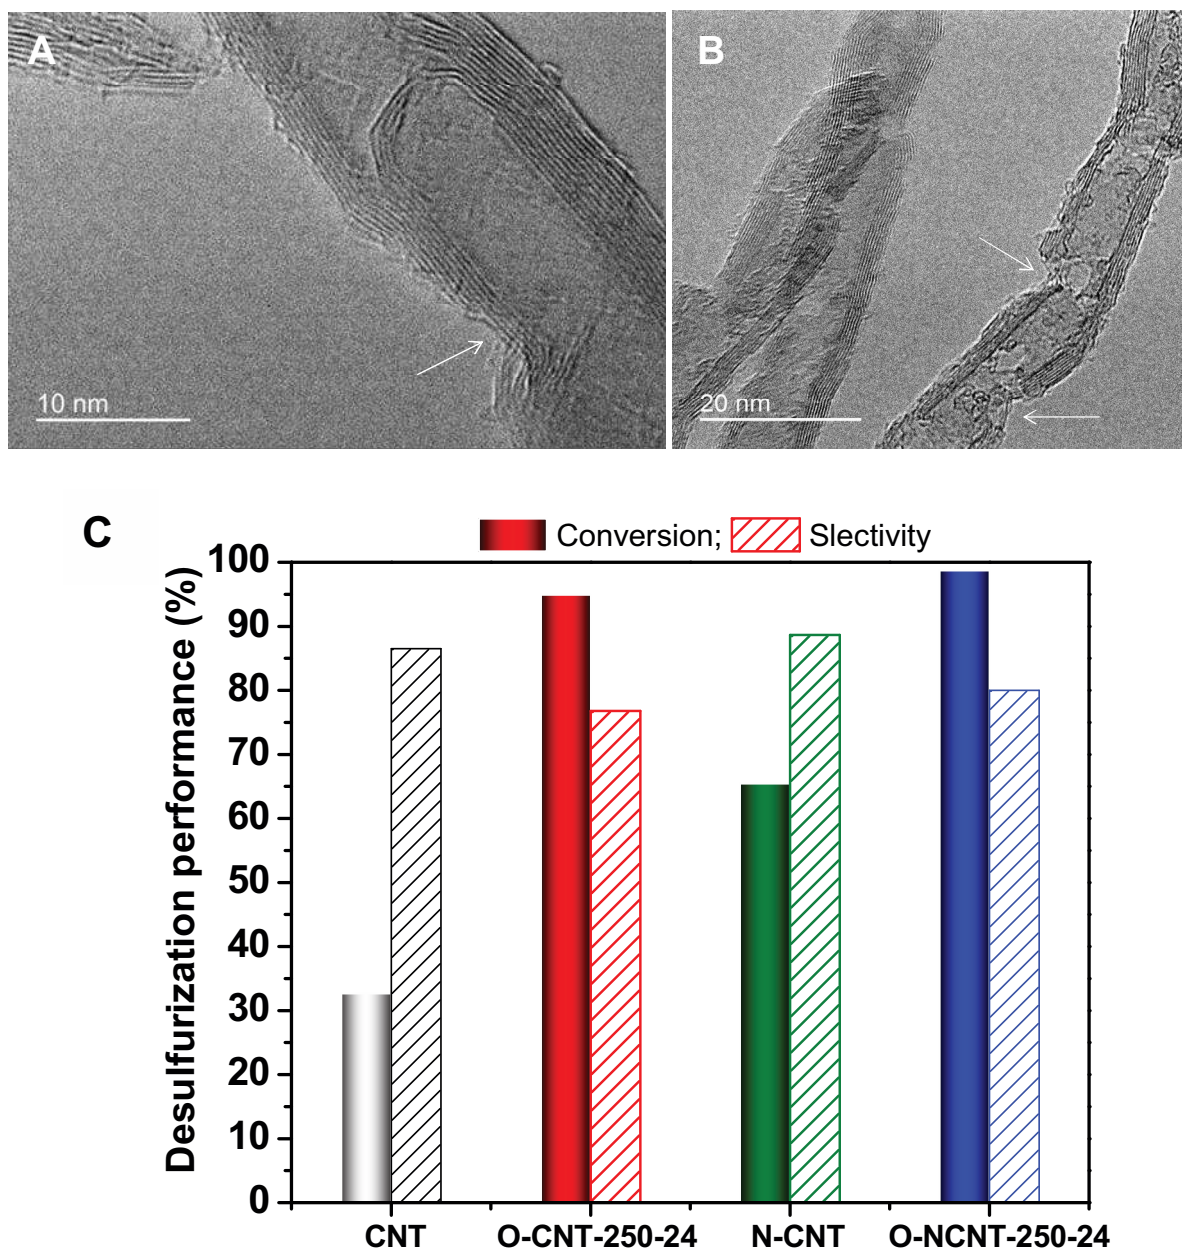 A
B
10 nm
20 nm
C
Conversion; Slectivity
Desulfurization performance (%)
100
90
80
70
60
50
40
30
20
10
0
CNT O-CNT-250-24 N-CNT O-NCNT-250-24